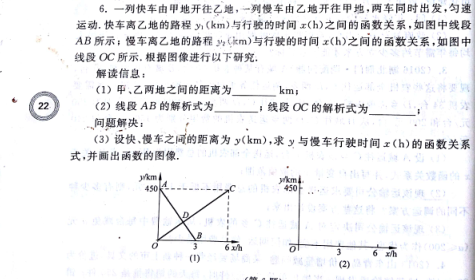 6. 一列快车由甲地开往乙地,一列慢车由乙地开往甲地,两车同时出发,匀速
运动.快车离乙地的路程 y₁(km)与行驶的时间 x(h)之间的函数关系,如图中线段
AB 所示;慢车离乙地的路程 y₂(km)与行驶的时间 x(h)之间的函数关系,如图中
线段 OC 所示.根据图像进行以下研究.
解读信息:
(1) 甲、乙两地之间的距离为______km;
(2) 线段 AB 的解析式为______;线段 OC 的解析式为______;
问题解决:
(3) 设快、慢车之间的距离为 y(km),求 y 与慢车行驶时间 x(h)的函数关系
式,并画出函数的图像.
22
y/km
450
A
C
D
O
3
B
6
x/h
(1)
y/km
450
0
3
6
x/h
(2)